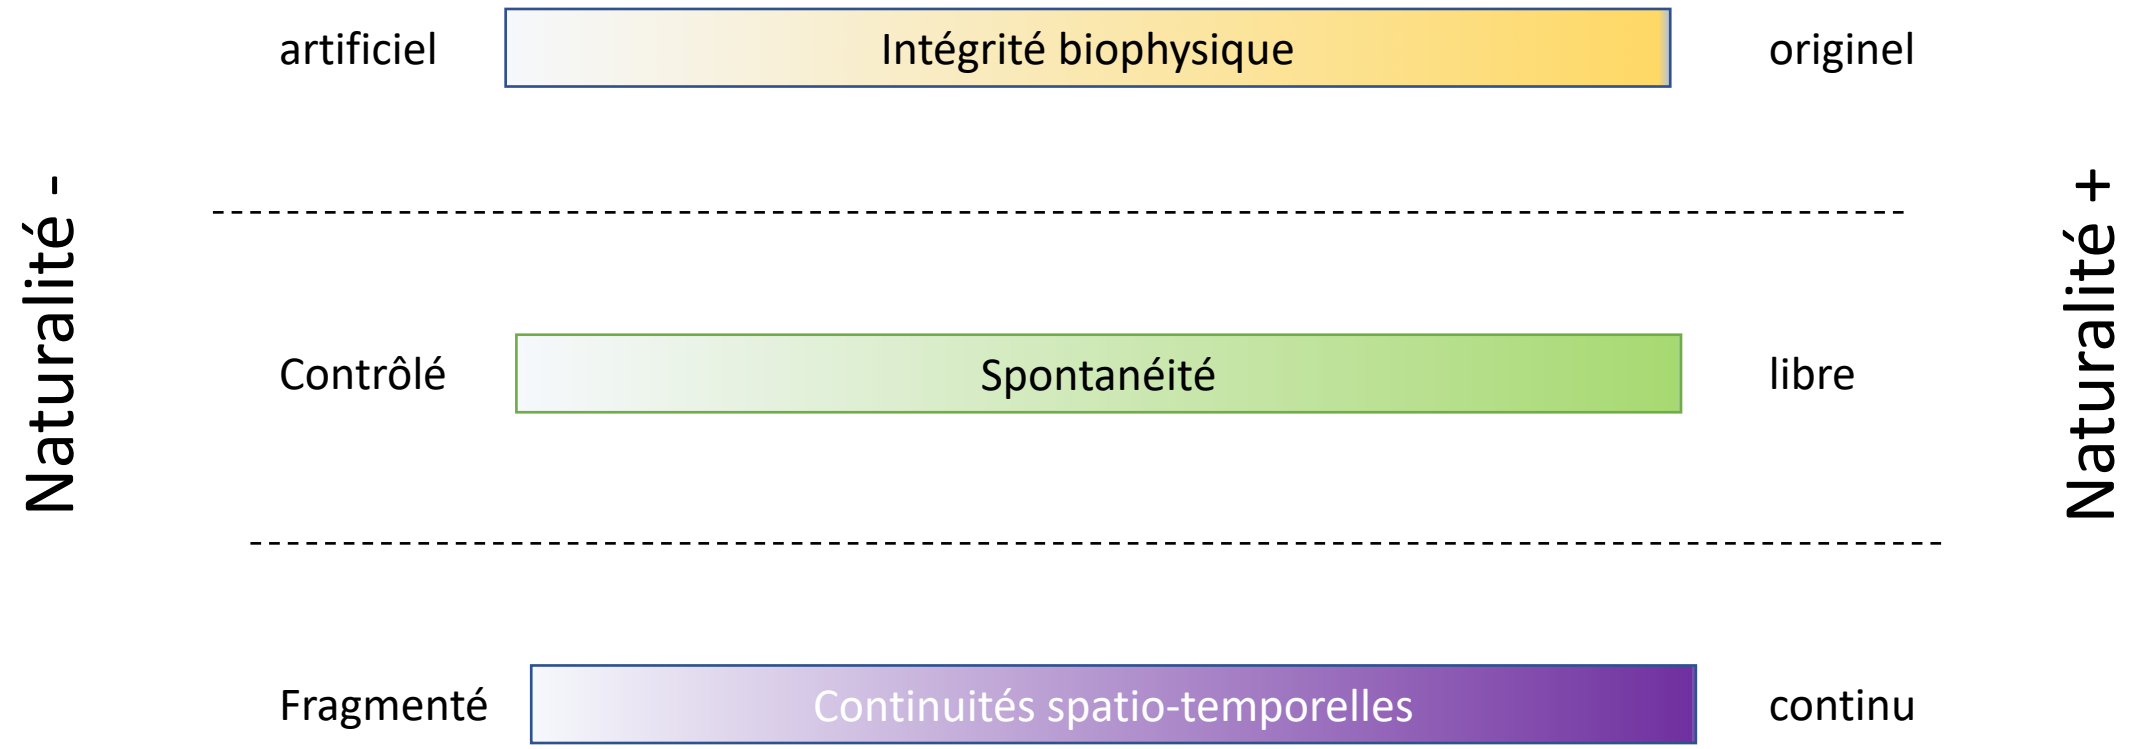 artificiel
Intégrité biophysique
originel
Naturalité -
Contrôlé
Spontanéité
libre
Naturalité +
Fragmenté
Continuités spatio-temporelles
continu